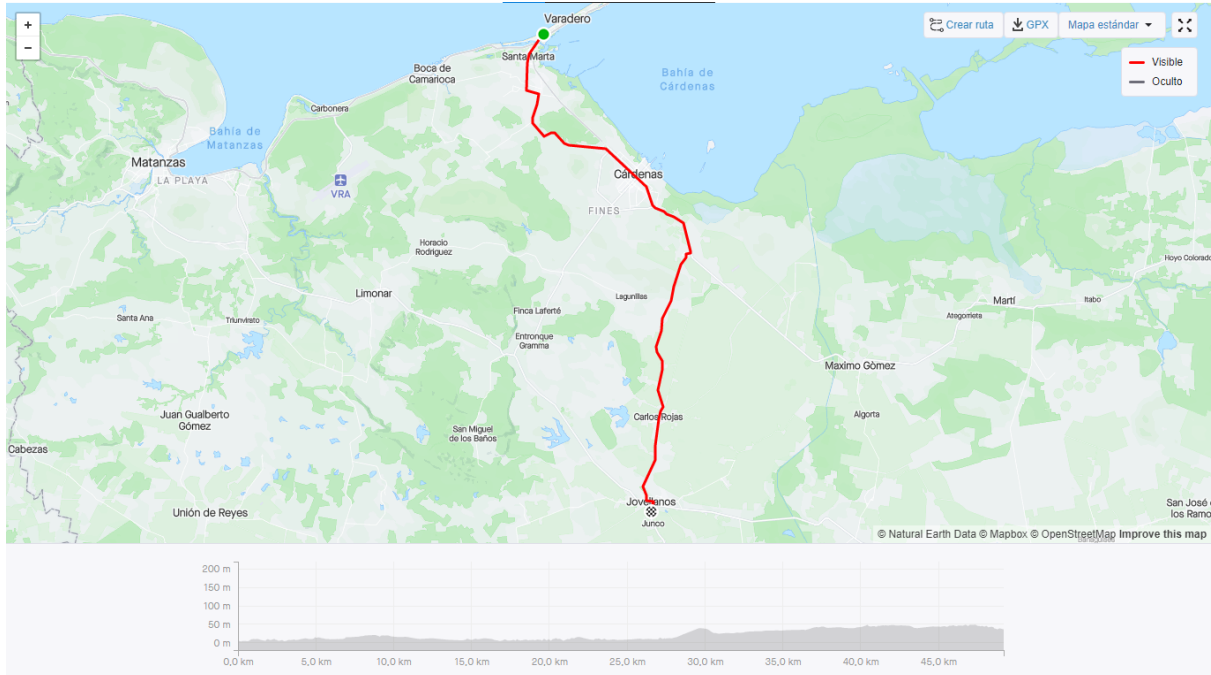 +
−
Crear ruta
GPX
Mapa estándar
Visible
Oculto
Varadero
Santa Marta
Boca de
Camarioca
Bahía de
Cárdenas
Carbonera
Bahía de
Matanzas
Matanzas
LA PLAYA
VRA
Cárdenas
FINES
Horacio
Rodriguez
Hoyo Colorado
Limonar
Lagunillas
Martí
Itabo
Santa Ana
Triunvirato
Finca Laferté
Ategorrieta
Entronque
Gramma
Maximo Gòmez
Juan Gualberto
Gómez
Carlos Rojas
Algorta
San Miguel
de los Baños
Cabezas
Jovellanos
Unión de Reyes
Junco
San José
los Ramo
© Natural Earth Data © Mapbox © OpenStreetMap Improve this map
200 m
150 m
100 m
50 m
0 m
0,0 km
5,0 km
10,0 km
15,0 km
20,0 km
25,0 km
30,0 km
35,0 km
40,0 km
45,0 km